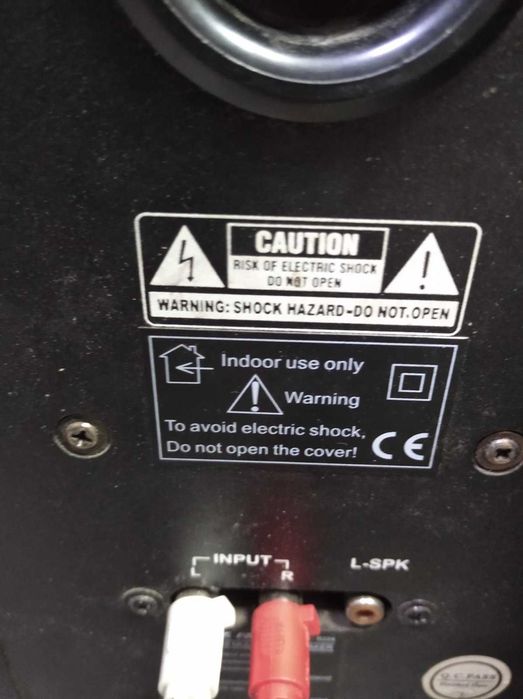 CAUTION
RISK OF ELECTRIC SHOCK
DO NOT OPEN
WARNING: SHOCK HAZARD-DO NOT.OPEN
Indoor use only
Warning
To avoid electric shock,
Do not open the cover!
CE
INPUT
L R
L-SPK
Q.C.PASS